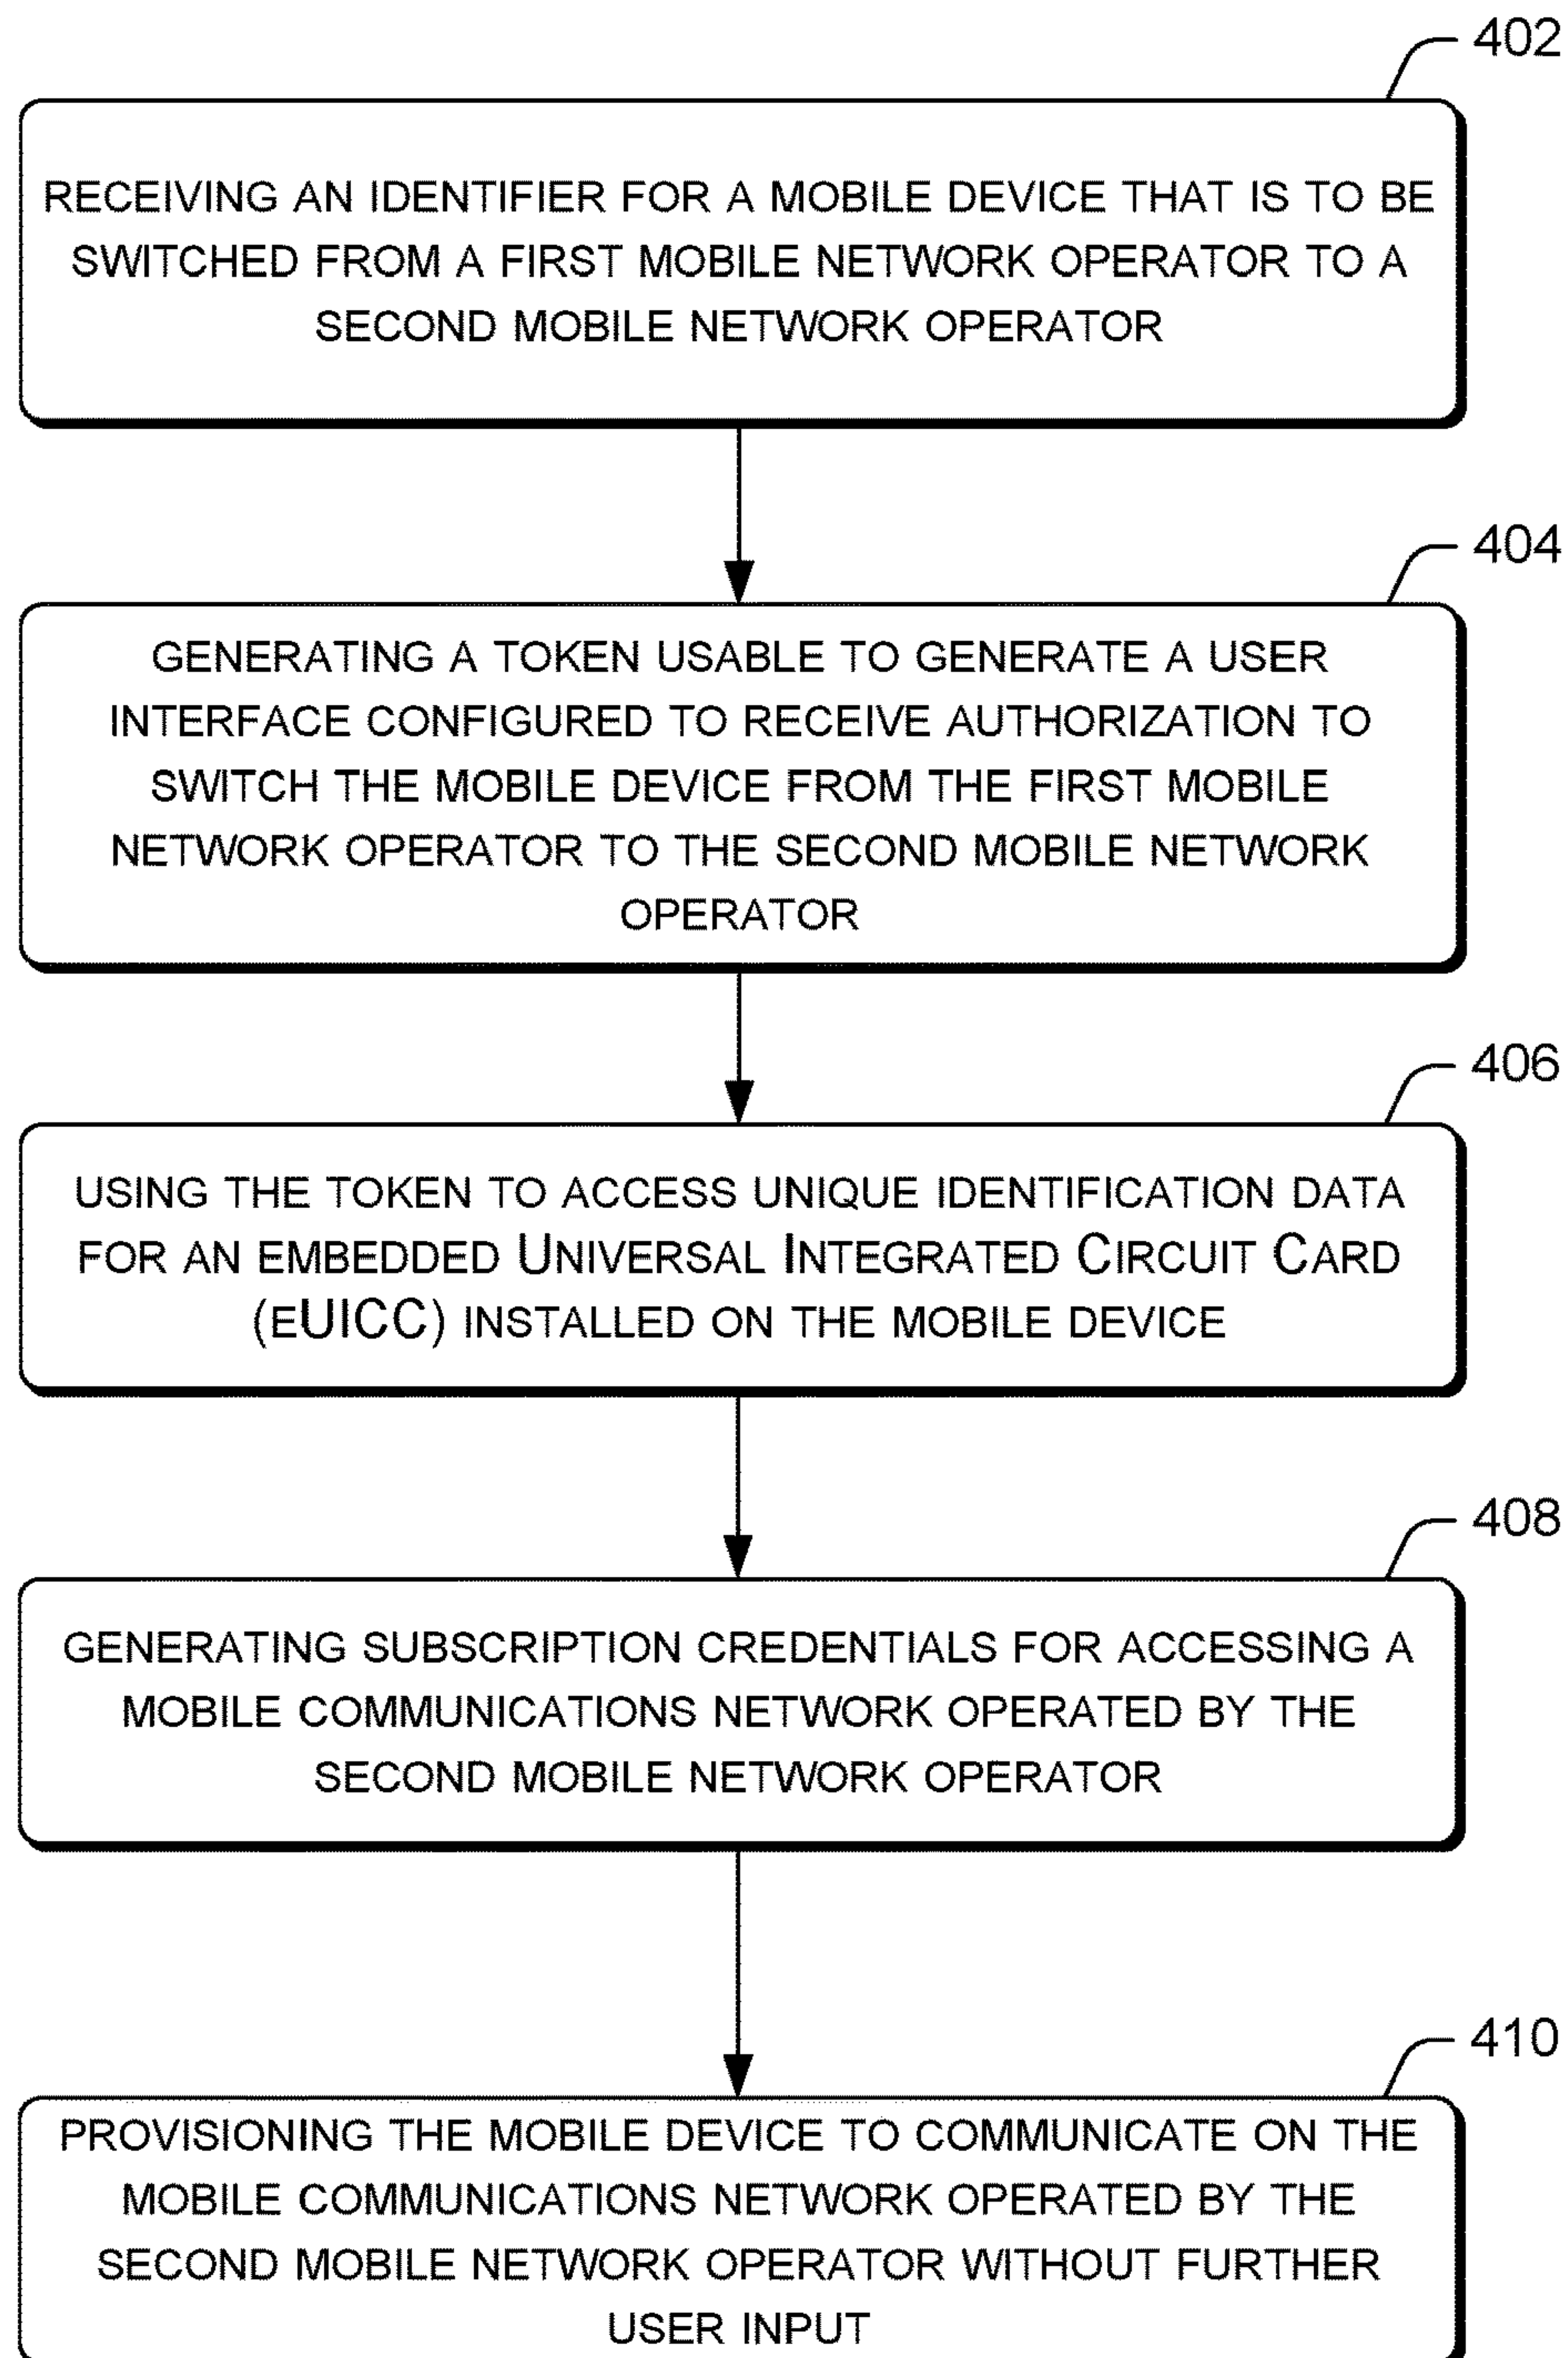 402
RECEIVING AN IDENTIFIER FOR A MOBILE DEVICE THAT IS TO BE
SWITCHED FROM A FIRST MOBILE NETWORK OPERATOR TO A
SECOND MOBILE NETWORK OPERATOR
404
GENERATING A TOKEN USABLE TO GENERATE A USER
INTERFACE CONFIGURED TO RECEIVE AUTHORIZATION TO
SWITCH THE MOBILE DEVICE FROM THE FIRST MOBILE
NETWORK OPERATOR TO THE SECOND MOBILE NETWORK
OPERATOR
406
USING THE TOKEN TO ACCESS UNIQUE IDENTIFICATION DATA
FOR AN EMBEDDED UNIVERSAL INTEGRATED CIRCUIT CARD
(EUICC) INSTALLED ON THE MOBILE DEVICE
408
GENERATING SUBSCRIPTION CREDENTIALS FOR ACCESSING A
MOBILE COMMUNICATIONS NETWORK OPERATED BY THE
SECOND MOBILE NETWORK OPERATOR
410
PROVISIONING THE MOBILE DEVICE TO COMMUNICATE ON THE
MOBILE COMMUNICATIONS NETWORK OPERATED BY THE
SECOND MOBILE NETWORK OPERATOR WITHOUT FURTHER
USER INPUT